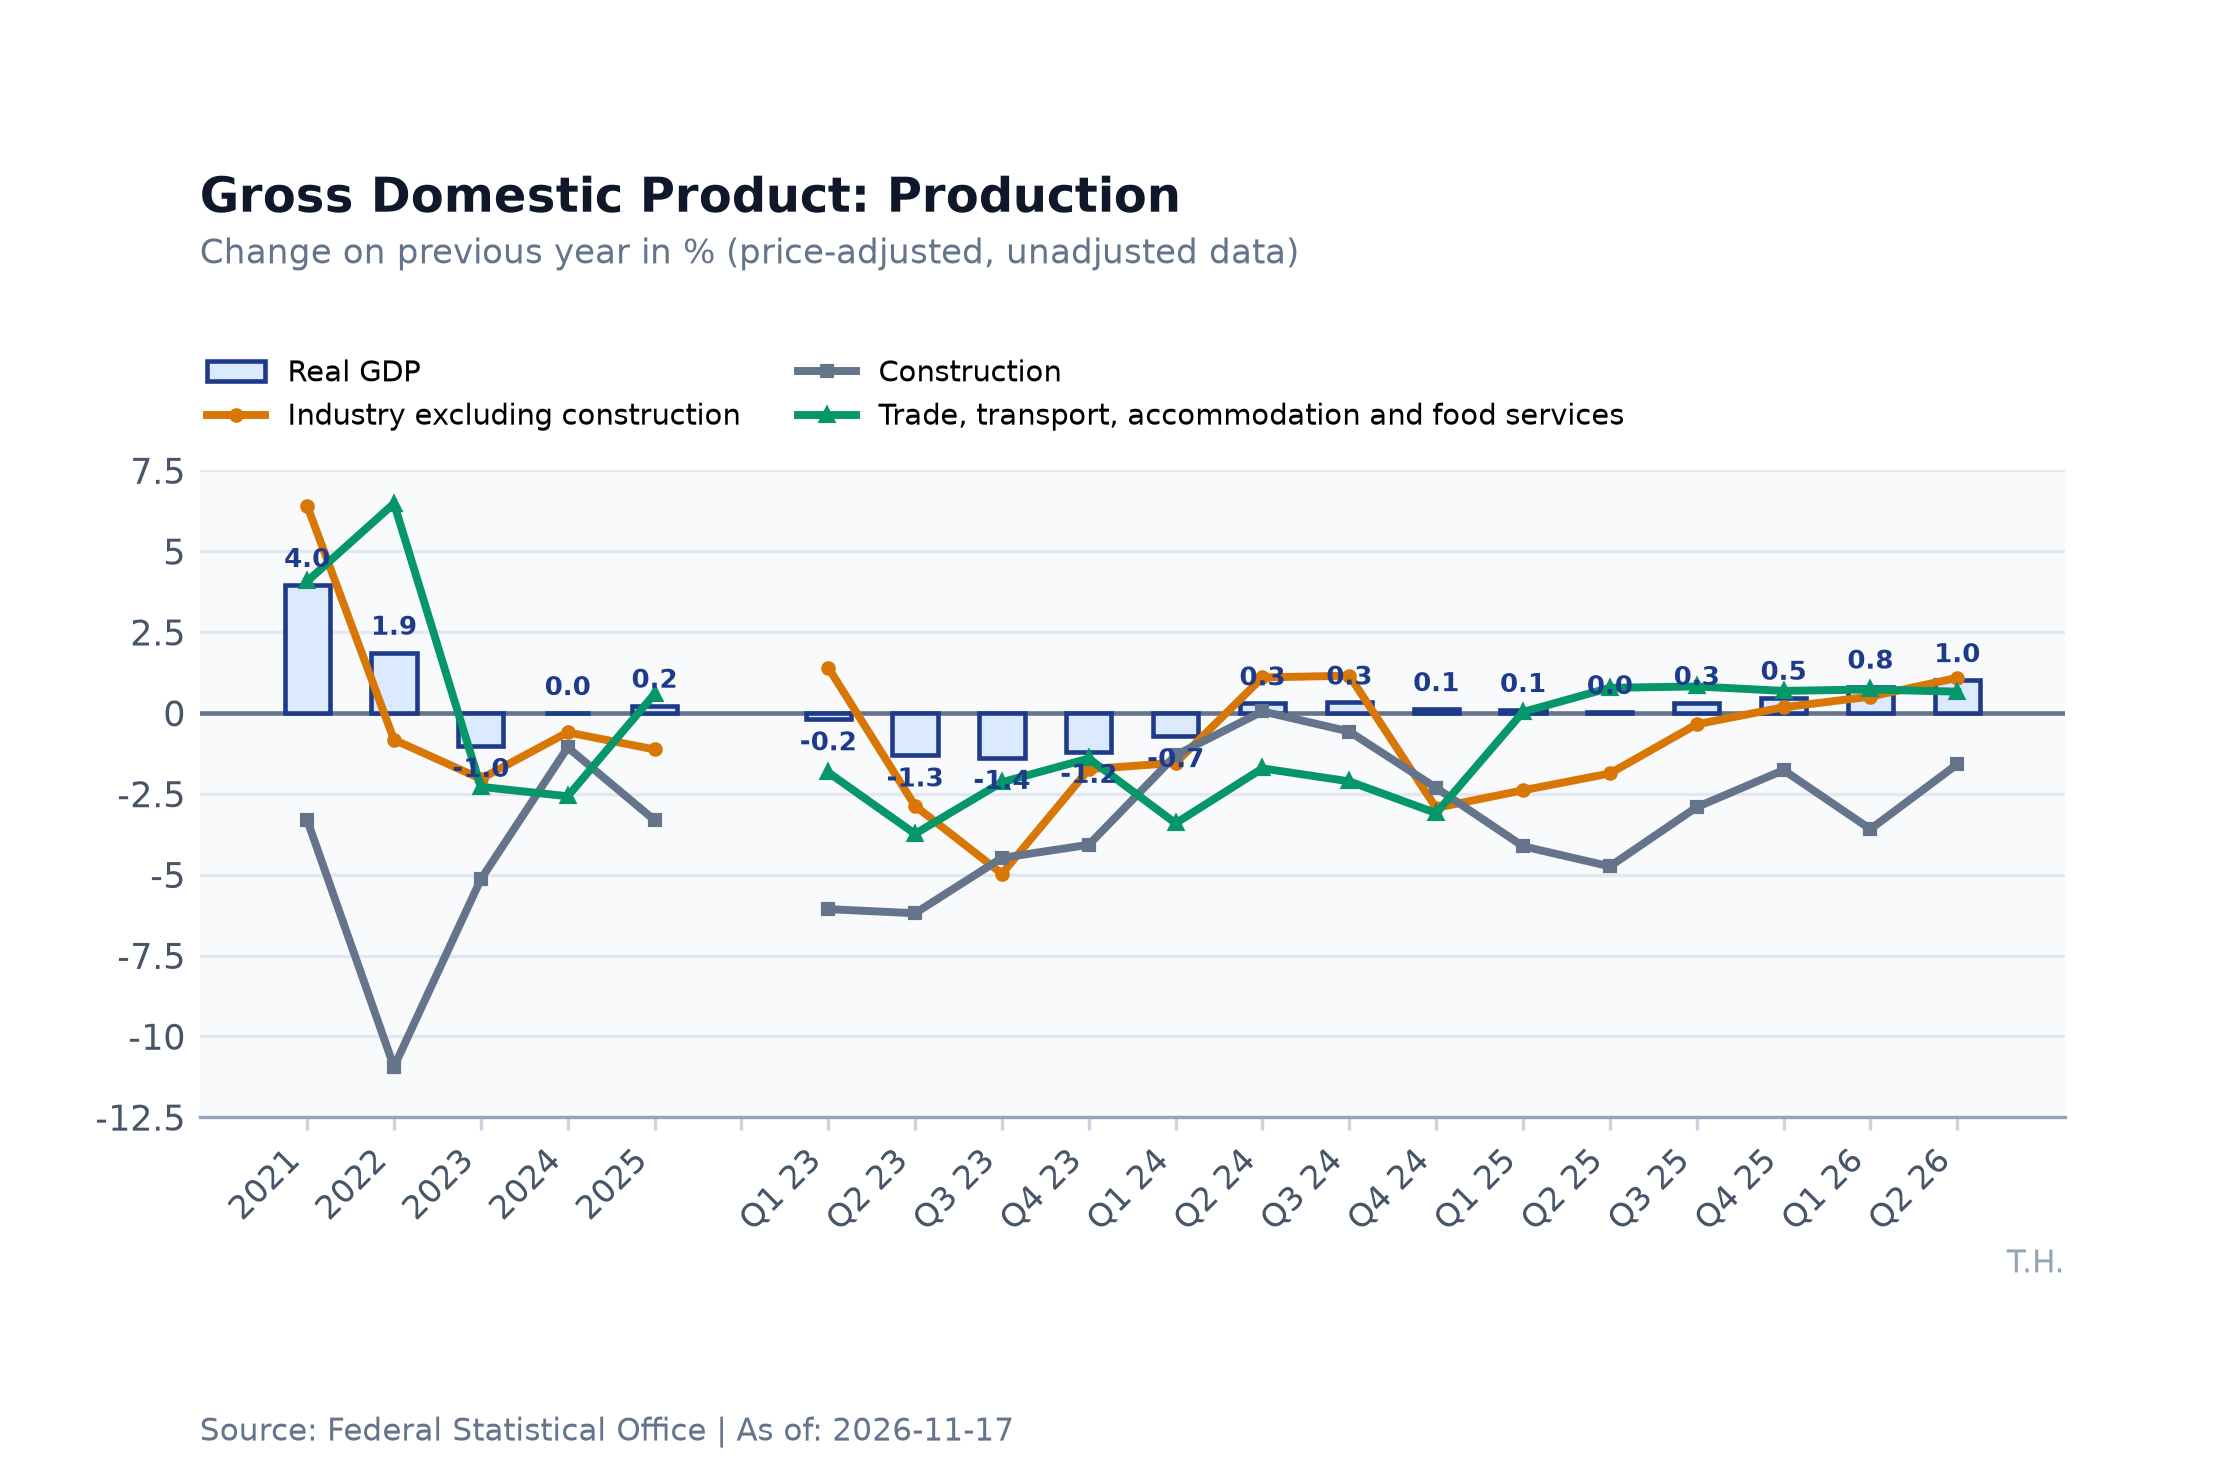 Gross Domestic Product: Production
Change on previous year in % (price-adjusted, unadjusted data)
Real GDP
Industry excluding construction
Construction
Trade, transport, accommodation and food services
7.5
5
2.5
0
-2.5
-5
-7.5
-10
-12.5
4.0
1.9
-1.0
0.0
0.2
-0.2
-1.3
-1.4
-1.2
-0.7
0.3
0.3
0.1
0.1
0.0
0.3
0.5
0.8
1.0
2021
2022
2023
2024
2025
Q1 23
Q2 23
Q3 23
Q4 23
Q1 24
Q2 24
Q3 24
Q4 24
Q1 25
Q2 25
Q3 25
Q4 25
Q1 26
Q2 26
T.H.
Source: Federal Statistical Office | As of: 2026-11-17